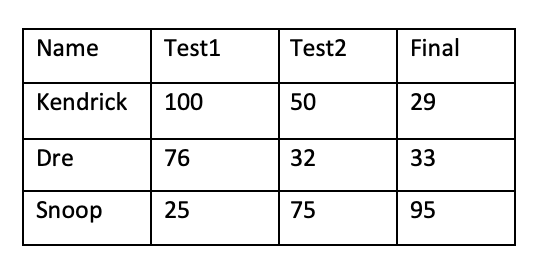 Name Test1 Test2 Final
Kendrick 100 50 29
Dre 76 32 33
Snoop 25 75 95